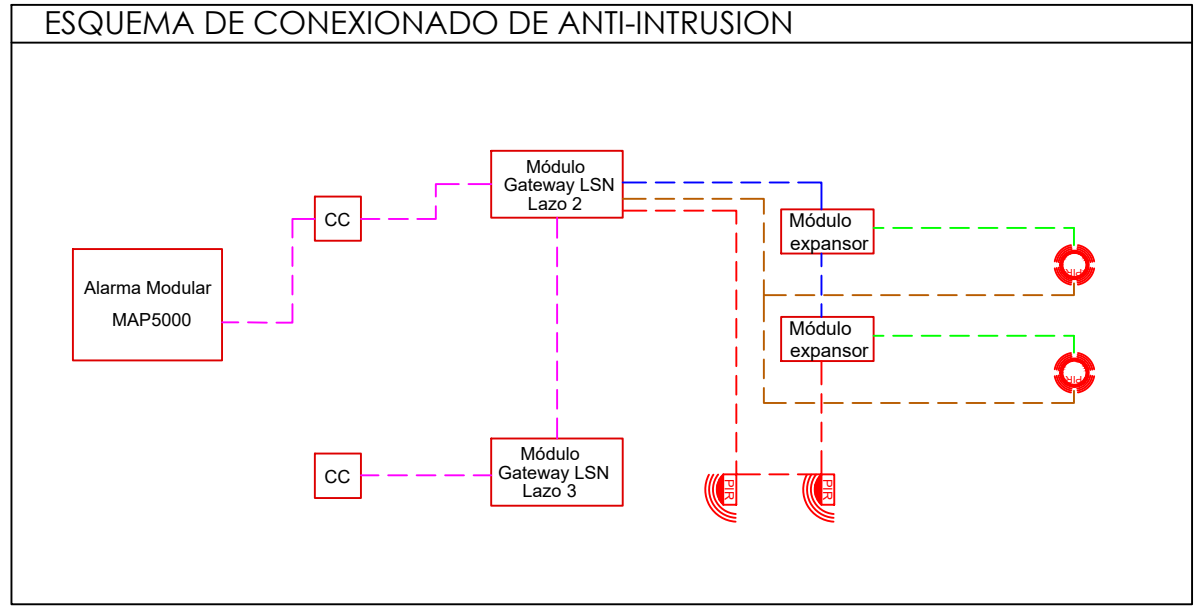 ESQUEMA DE CONEXIONADO DE ANTI-INTRUSION
Módulo
Gateway LSN
Lazo 2
CC
Módulo
expansor
PIR
Alarma Modular
MAP5000
Módulo
expansor
PIR
Módulo
Gateway LSN
Lazo 3
CC
PIR
PIR